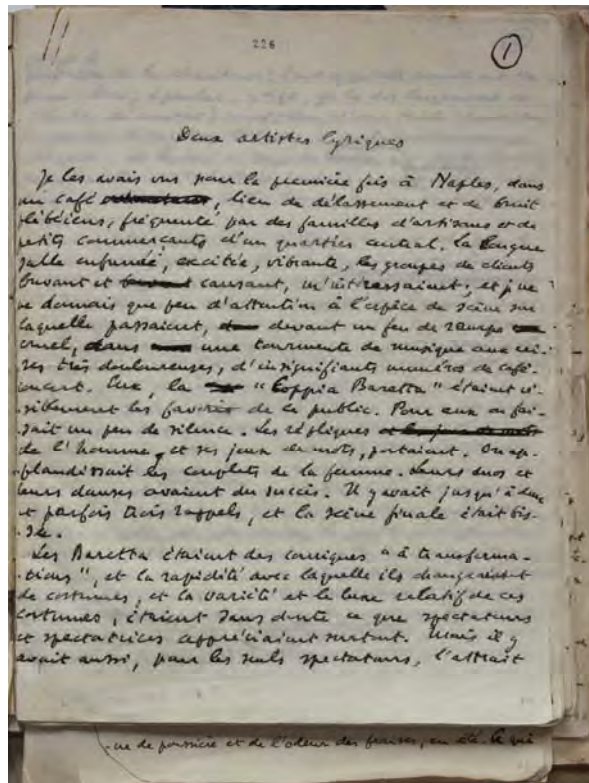 226
1
Deux artistes lyriques
Je les avais vus pour la première fois à Naples, dans
un café, lieu de délassement et de bruit
plébéiens, fréquenté par des familles d'artisans et de
petits commerçants d'un quartier central. La longue
salle enfumée, excitée, vibrante, les groupes de clients
buvant et causant, m'intéressaient; et je ne
ne donnais que peu d'attention à l'espèce de scène sur
laquelle passaient, devant un feu de rampe
cruel, dans une tourmente de musique aux cui-
vres très douloureuses, d'insignifiants numéros de café-
concert. Eux, la "Coppia Baretta" étaient vi-
siblement les favoris de ce public. Pour eux on fai-
sait un peu de silence. Les répliques et les jeux de mots
de l'homme, et ses jeux de mots, portaient. On ap-
plaudissait les couplets de la femme. Leurs duos et
leurs danses avaient du succès. Il y avait jusqu'à deux
et parfois trois rappels, et la scène finale était bis-
sée.
Les Baretta étaient des comiques "à transforma-
tions", et la rapidité avec laquelle ils changeaient
de costumes, et la variété et le luxe relatif de ces
costumes, étaient sans doute ce que spectateurs
et spectatrices appréciaient surtout. Mais il y
avait aussi, pour les seuls spectateurs, l'attrait
-ue de poussière et de l'odeur des fraises, en été. Ce qui